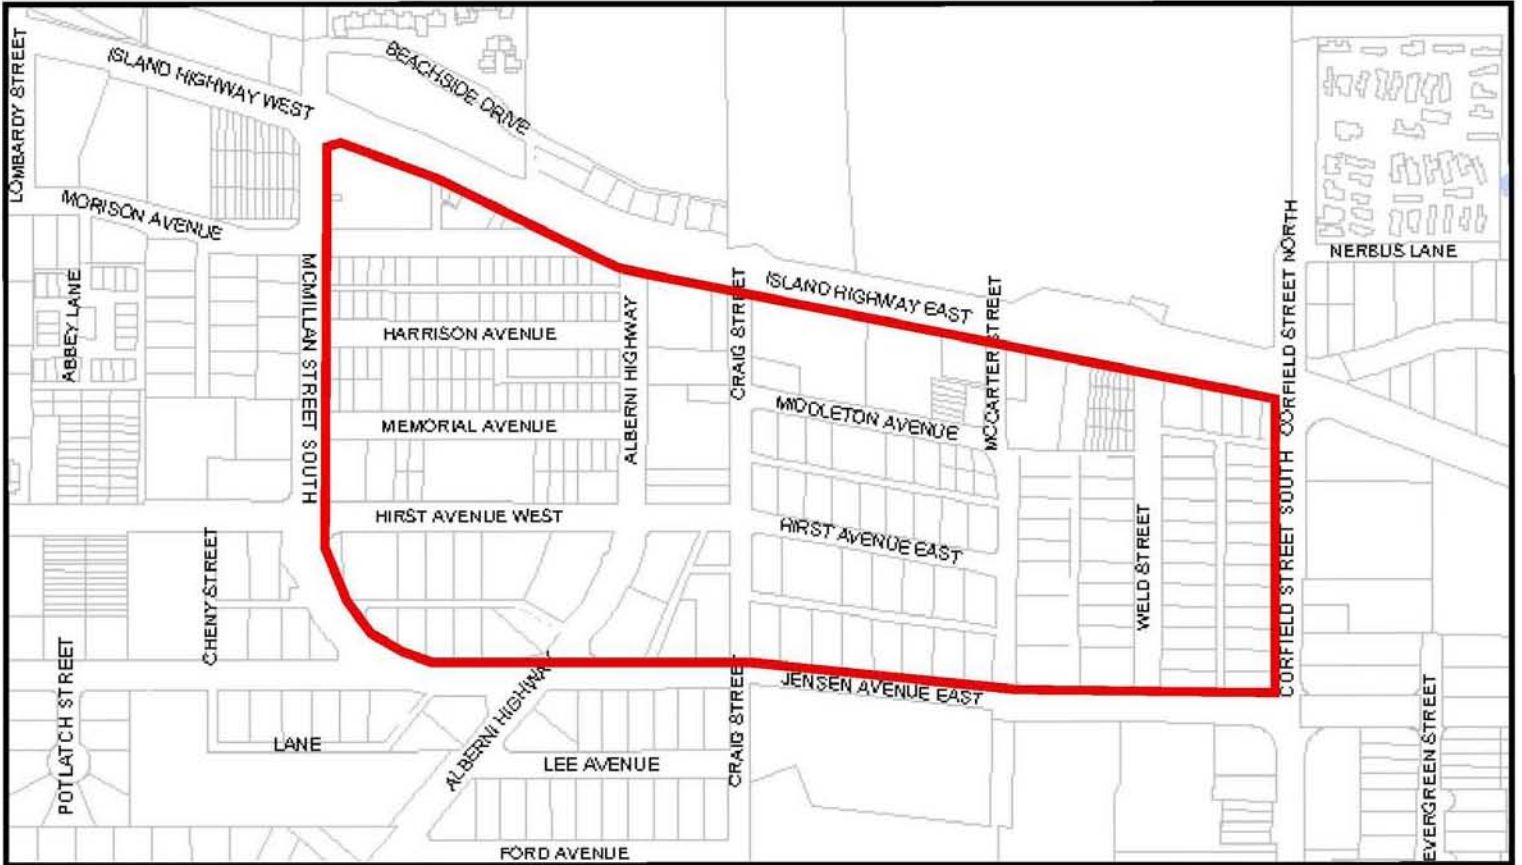 LOMBARDY STREET
ISLAND HIGHWAY WEST
BEACHSIDE DRIVE
MORISON AVENUE
ABBEY LANE
MCMILLAN STREET SOUTH
HARRISON AVENUE
MEMORIAL AVENUE
HIRST AVENUE WEST
ALBERNI HIGHWAY
CRAIG STREET
ISLAND HIGHWAY EAST
MCCARTER STREET
MIDDLETON AVENUE
HIRST AVENUE EAST
WELD STREET
CORFIELD STREET NORTH
CORFIELD STREET SOUTH
NERBUS LANE
CHENY STREET
POTLATCH STREET
LANE
ALBERNI HIGHWAY
LEE AVENUE
CRAIG STREET
JENSEN AVENUE EAST
FORD AVENUE
EVERGREEN STREET